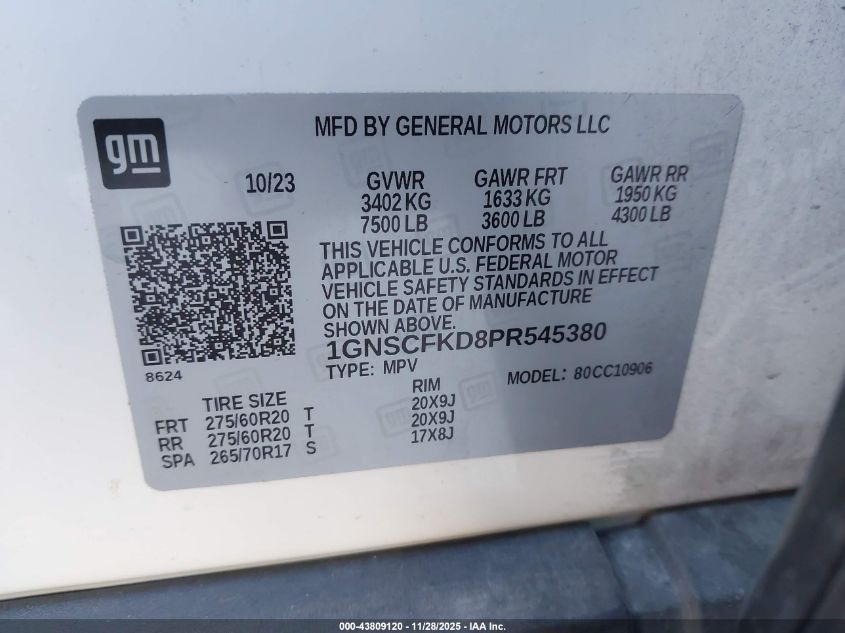 gm
MFD BY GENERAL MOTORS LLC
10/23
GVWR GAWR FRT GAWR RR
3402 KG 1633 KG 1950 KG
7500 LB 3600 LB 4300 LB
THIS VEHICLE CONFORMS TO ALL
APPLICABLE U.S. FEDERAL MOTOR
VEHICLE SAFETY STANDARDS IN EFFECT
ON THE DATE OF MANUFACTURE
SHOWN ABOVE.
1GNSCFKD8PR545380
8624
TYPE: MPV MODEL: 80CC10906
TIRE SIZE RIM
FRT 275/60R20 T 20X9J
RR 275/60R20 T 20X9J
SPA 265/70R17 S 17X8J
000-43809120 — 11/28/2025 — IAA Inc.